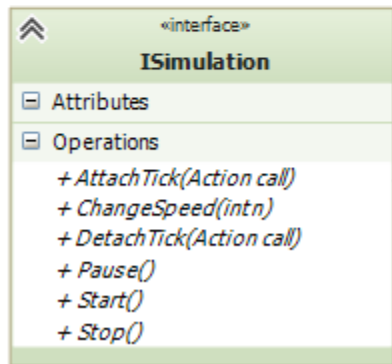 «interface»
ISimulation
Attributes
Operations
+ AttachTick(Action call)
+ ChangeSpeed(intn)
+ DetachTick(Action call)
+ Pause()
+ Start()
+ Stop()